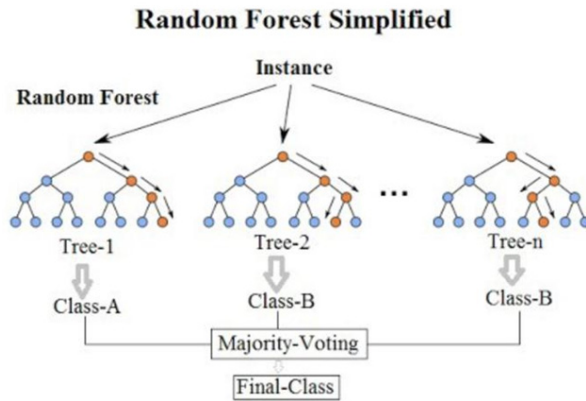 Random Forest Simplified
Instance
Random Forest
...
Tree-1
Tree-2
Tree-n
Class-A
Class-B
Class-B
Majority-Voting
Final-Class